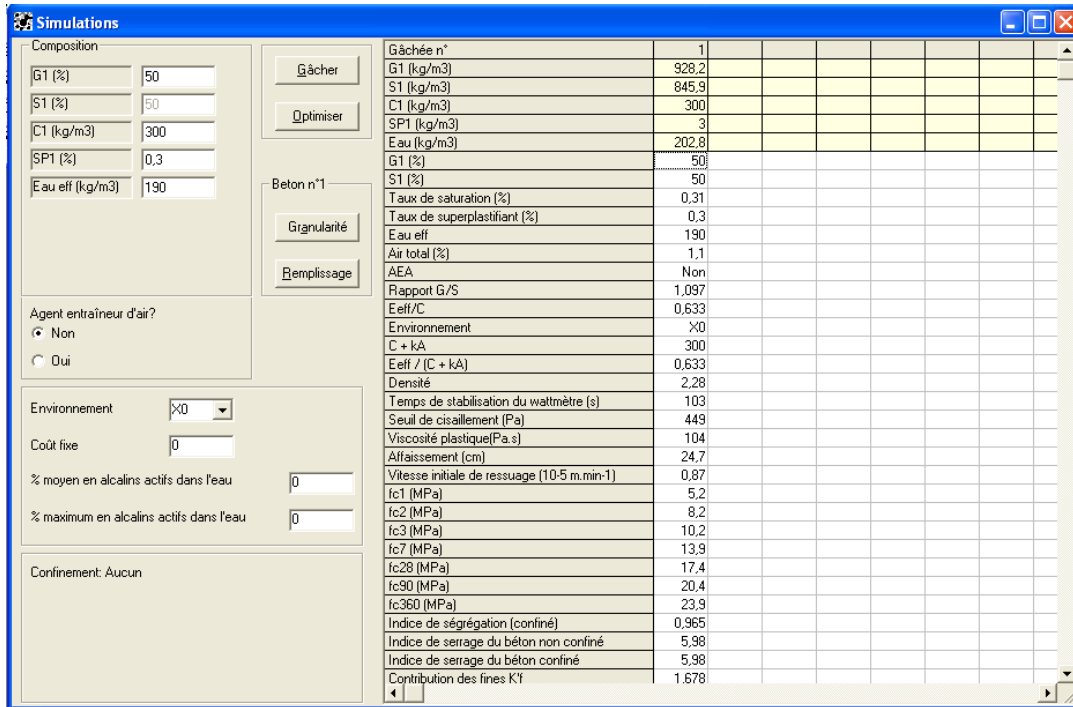 Simulations
Composition
G1 (%) 50
S1 (%) 50
C1 (kg/m3) 300
SP1 (%) 0,3
Eau eff (kg/m3) 190
Gâcher
Optimiser
Beton n°1
Granularité
Remplissage
Agent entraîneur d'air?
Non
Oui
Environnement X0
Coût fixe 0
% moyen en alcalins actifs dans l'eau 0
% maximum en alcalins actifs dans l'eau 0
Confinement: Aucun
Gâchée n° 1
G1 (kg/m3) 928,2
S1 (kg/m3) 845,9
C1 (kg/m3) 300
SP1 (kg/m3) 3
Eau (kg/m3) 202,8
G1 (%) 50
S1 (%) 50
Taux de saturation (%) 0,31
Taux de superplastifiant (%) 0,3
Eau eff 190
Air total (%) 1,1
AEA Non
Rapport G/S 1,097
Eeff/C 0,633
Environnement X0
C + kA 300
Eeff / (C + kA) 0,633
Densité 2,28
Temps de stabilisation du wattmètre (s) 103
Seuil de cisaillement (Pa) 449
Viscosité plastique(Pa.s) 104
Affaissement (cm) 24,7
Vitesse initiale de ressuage (10-5 m.min-1) 0,87
fc1 (MPa) 5,2
fc2 (MPa) 8,2
fc3 (MPa) 10,2
fc7 (MPa) 13,9
fc28 (MPa) 17,4
fc90 (MPa) 20,4
fc360 (MPa) 23,9
Indice de ségrégation (confiné) 0,965
Indice de serrage du béton non confiné 5,98
Indice de serrage du béton confiné 5,98
Contribution des fines K'f 1,678